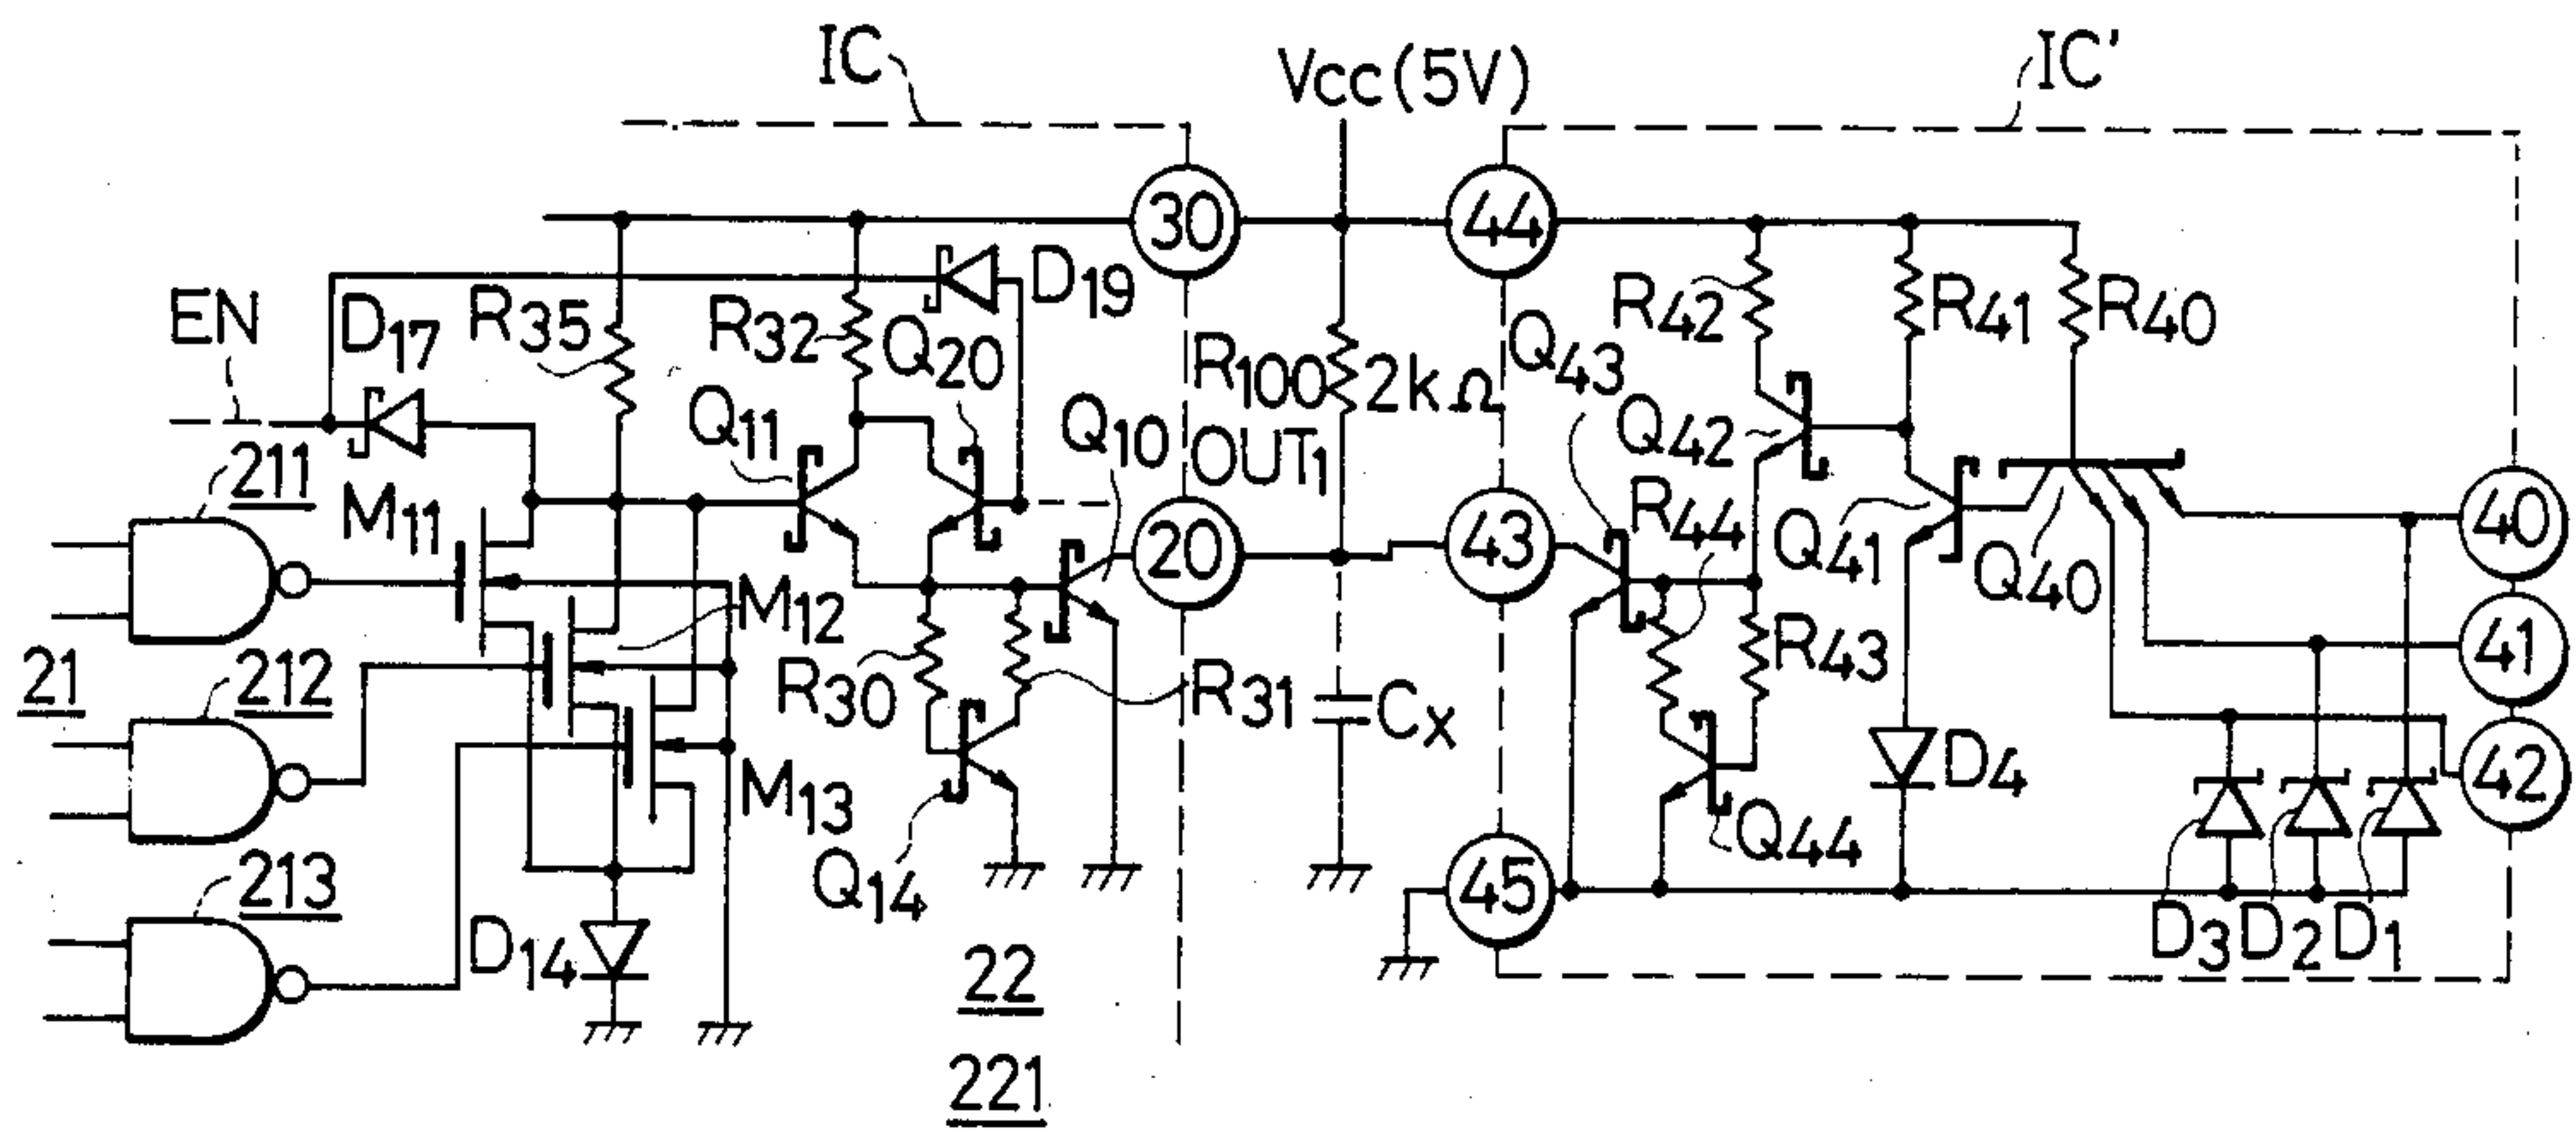 IC
Vcc(5V)
IC'
30
44
EN
D17
R35
R32
Q20
D19
R100
2kΩ
Q43
R42
R41
R40
211
M11
Q11
Q10
OUT1
20
43
Q42
R44
Q41
Q40
40
41
42
21
212
M12
R30
R31
Cx
R43
D4
M13
Q14
Q44
213
D14
22
221
45
D3
D2
D1